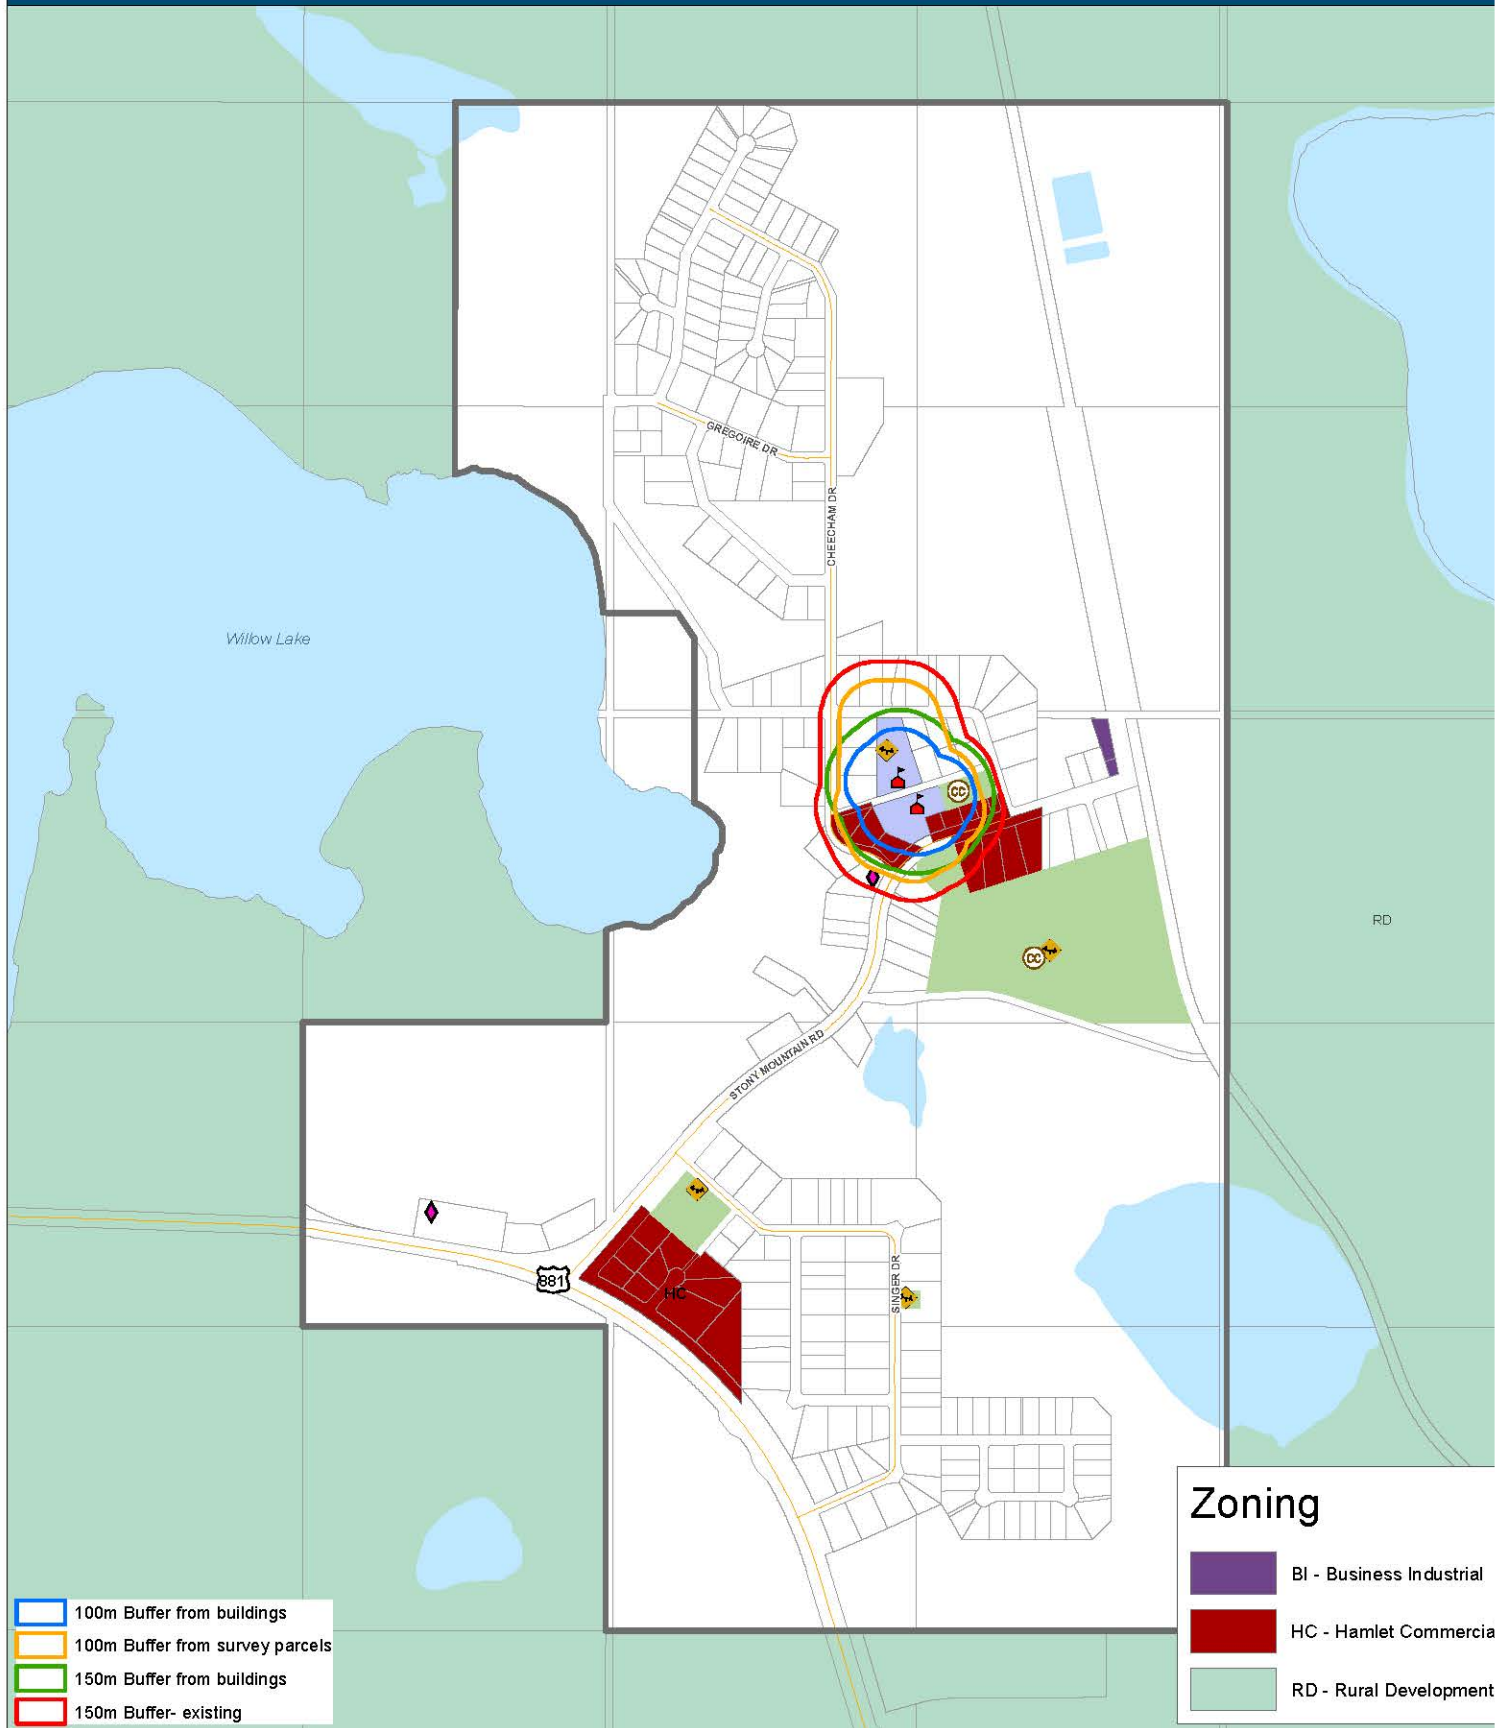 GREGOIRE DR
CHEECHAM DR
Willow Lake
CC
RD
CC
STONY MOUNTAIN RD
881
HC
SINGER DR
Zoning
BI - Business Industrial
HC - Hamlet Commercia
RD - Rural Development
100m Buffer from buildings
100m Buffer from survey parcels
150m Buffer from buildings
150m Buffer- existing